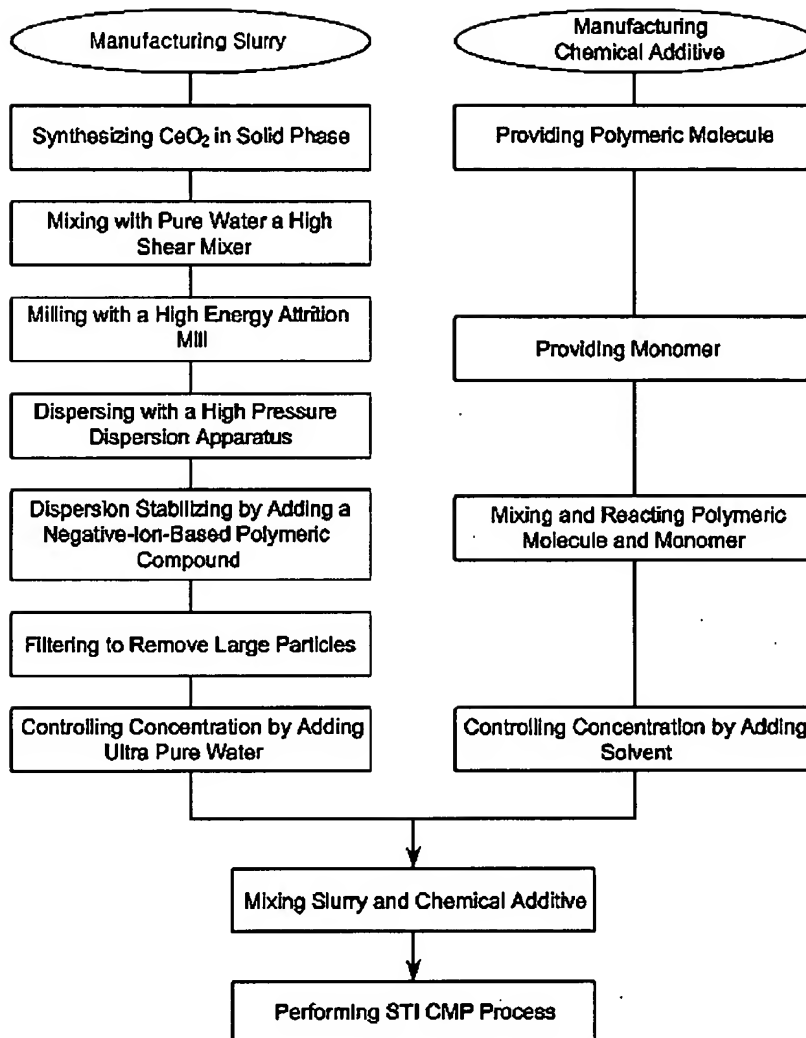 Manufacturing Slurry
Synthesizing CeO₂ in Solid Phase
Mixing with Pure Water a High
Shear Mixer
Milling with a High Energy Attrition
Mill
Dispersing with a High Pressure
Dispersion Apparatus
Dispersion Stabilizing by Adding a
Negative-Ion-Based Polymeric
Compound
Filtering to Remove Large Particles
Controlling Concentration by Adding
Ultra Pure Water
Manufacturing
Chemical Additive
Providing Polymeric Molecule
Providing Monomer
Mixing and Reacting Polymeric
Molecule and Monomer
Controlling Concentration by Adding
Solvent
Mixing Slurry and Chemical Additive
Performing STI CMP Process